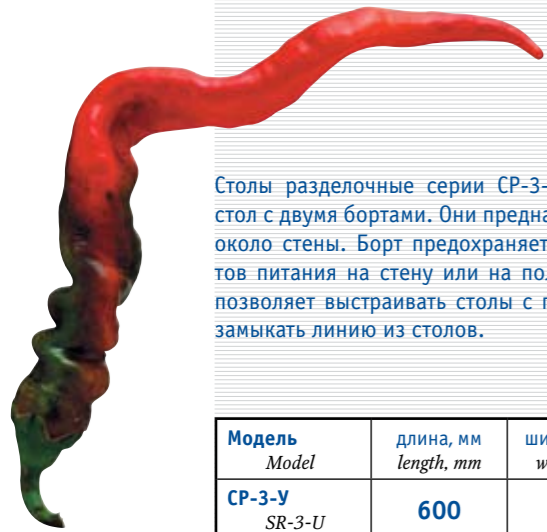 Столы разделочные серии СР-3-
стол с двумя бортами. Они предна
около стены. Борт предохраняет
тов питания на стену или на пол
позволяет выстраивать столы с п
замыкать линию из столов.
Модель длина, мм ши
Model length, mm w
СР-3-У 600
SR-3-U